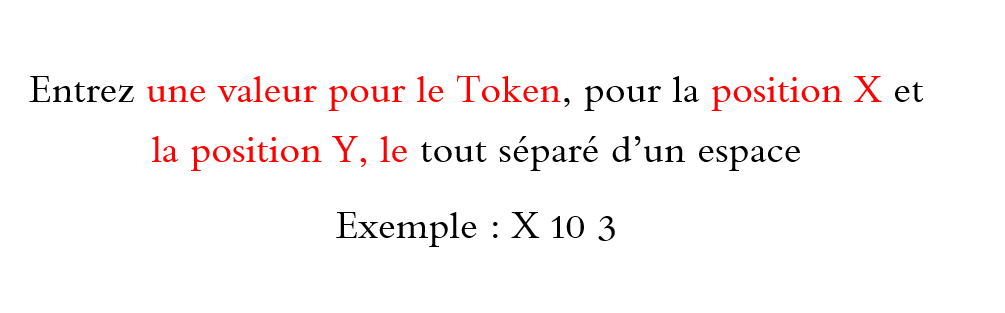 Entrez une valeur pour le Token, pour la position X et
la position Y, le tout séparé d’un espace
Exemple : X 10 3